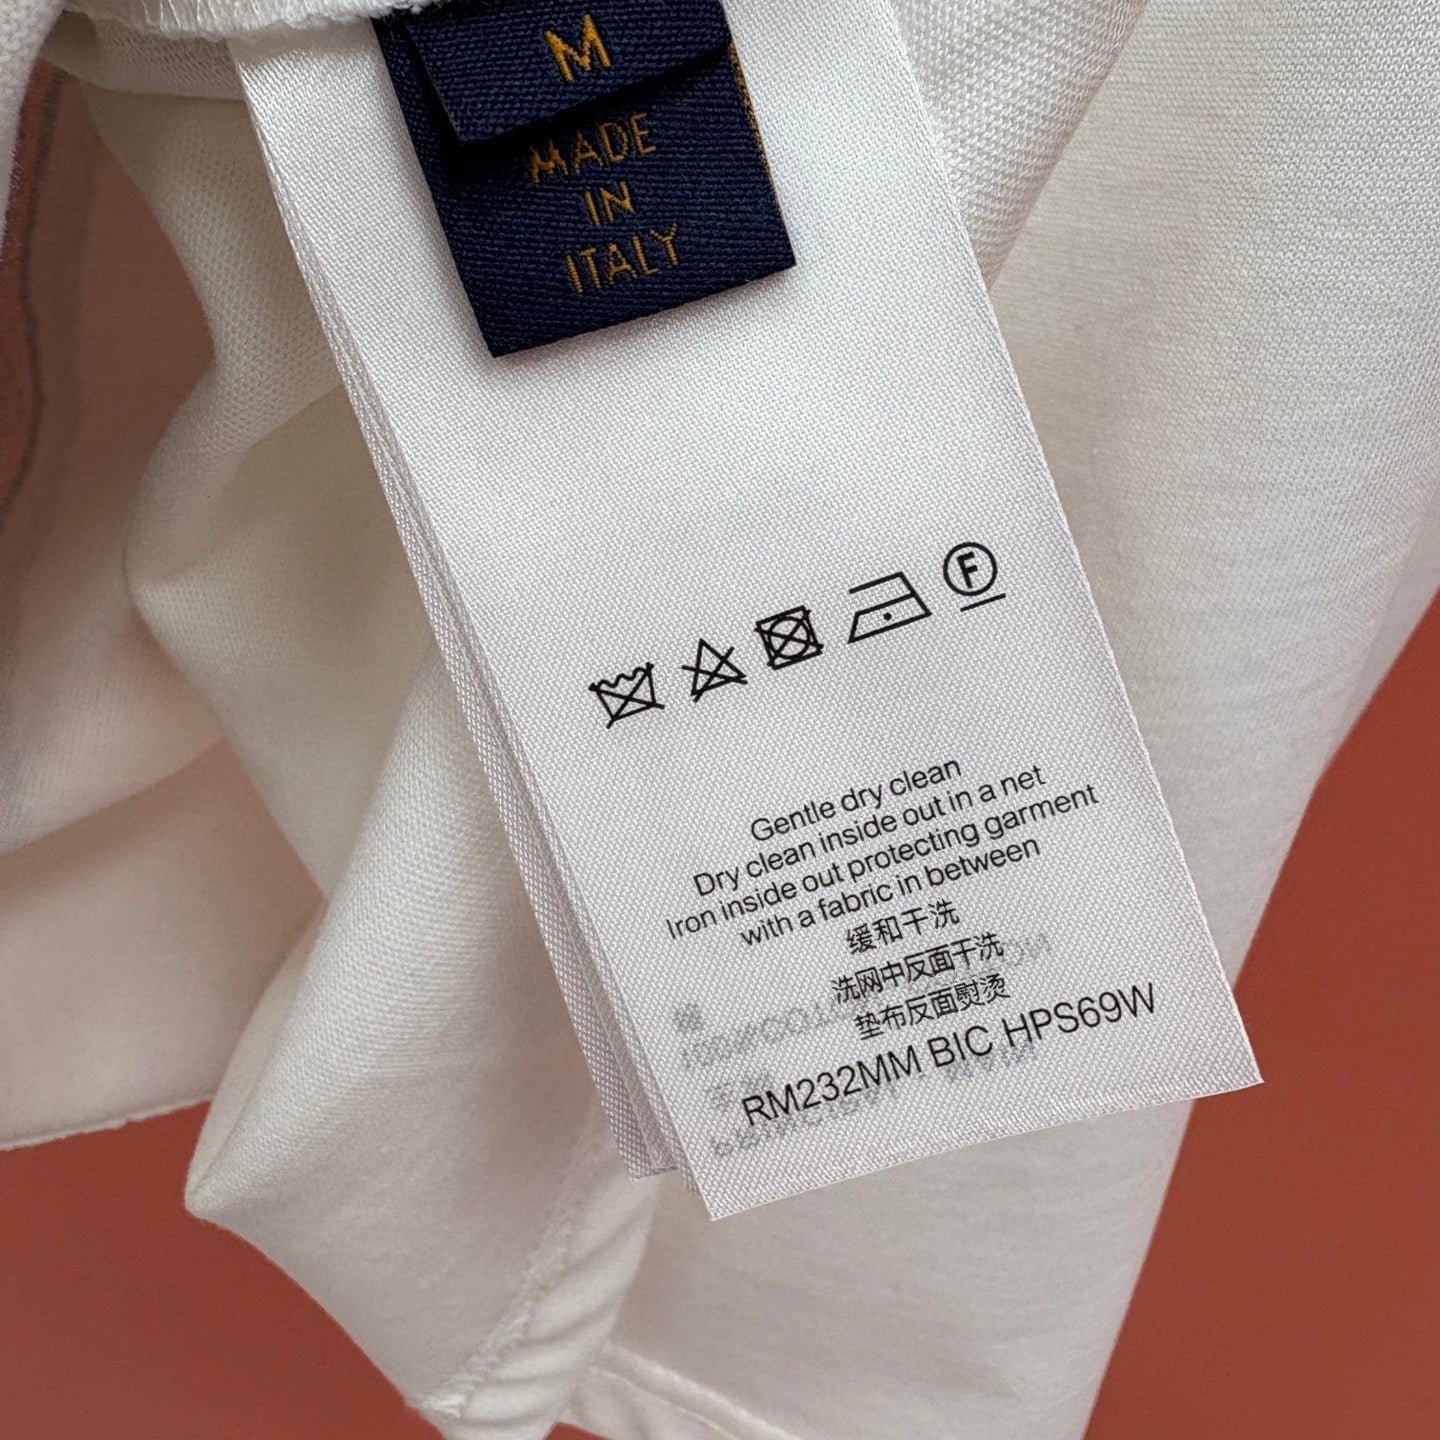 M
MADE
IN
ITALY
F
Gentle dry clean
Dry clean inside out in a net
Iron inside out protecting garment
with a fabric in between
缓和干洗
洗网中反面干洗
垫布反面熨烫
RM232MM BIC HPS69W